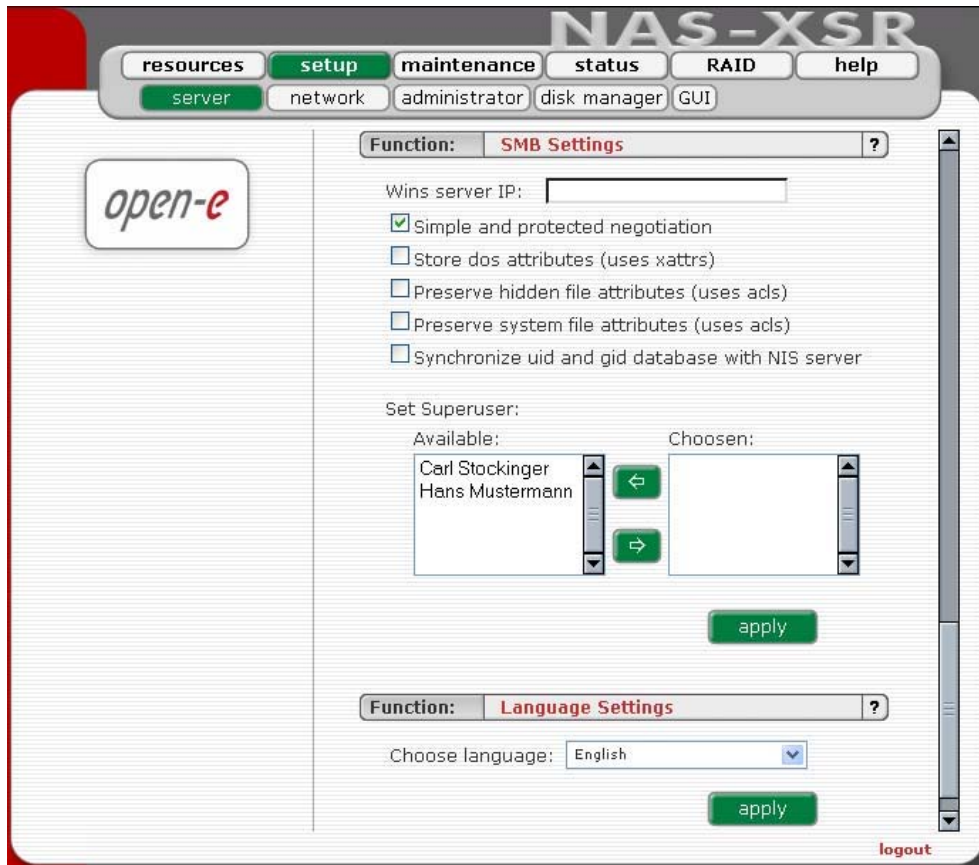 NAS-XSR
resources setup maintenance status RAID help
server network administrator disk manager GUI
open-e
Function: SMB Settings ?
Wins server IP:
Simple and protected negotiation
Store dos attributes (uses xattrs)
Preserve hidden file attributes (uses acls)
Preserve system file attributes (uses acls)
Synchronize uid and gid database with NIS server
Set Superuser:
Available: Choosen:
Carl Stockinger
Hans Mustermann
apply
Function: Language Settings ?
Choose language: English
apply
logout